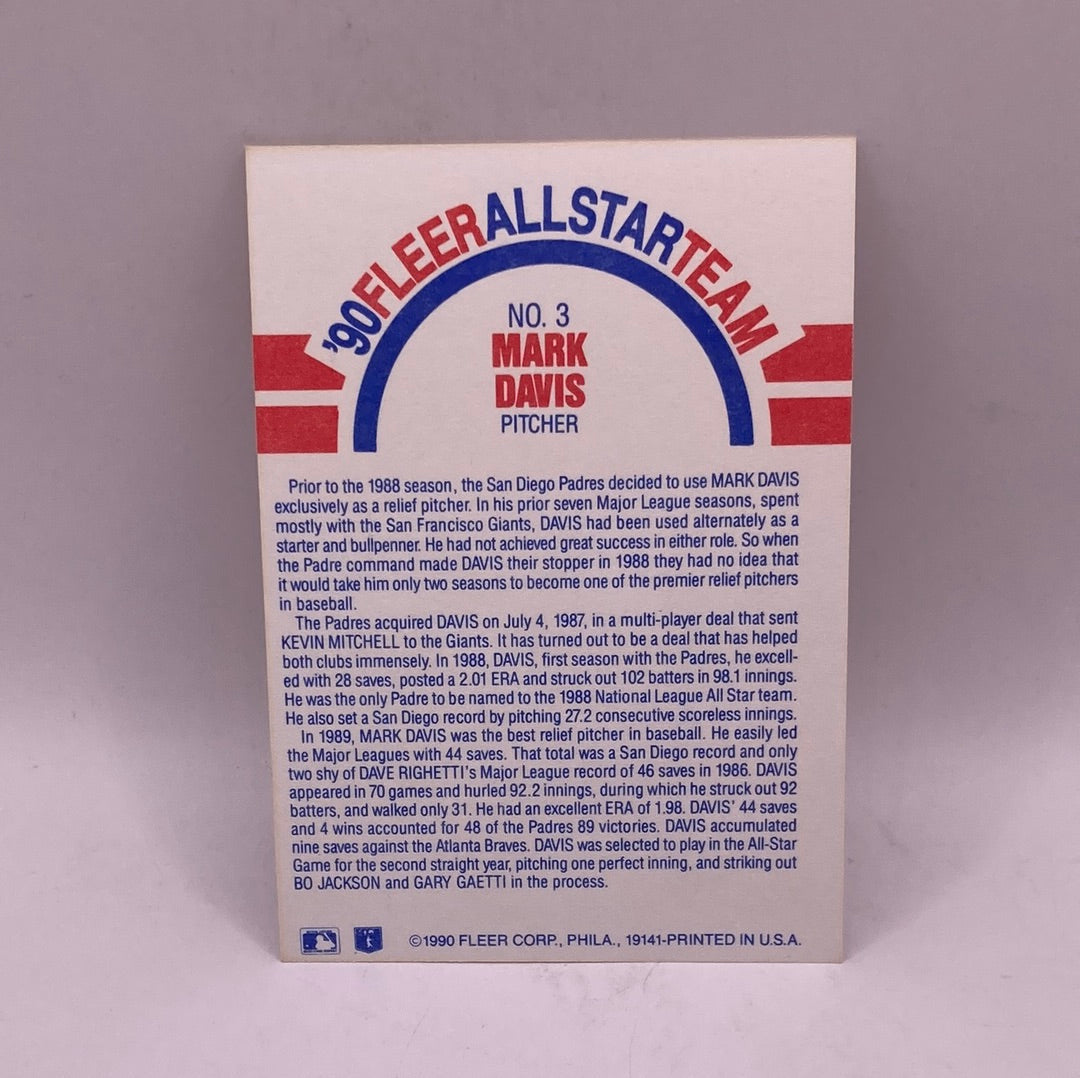 '90 FLEER ALL STAR TEAM
NO. 3
MARK
DAVIS
PITCHER
Prior to the 1988 season, the San Diego Padres decided to use MARK DAVIS
exclusively as a relief pitcher. In his prior seven Major League seasons, spent
mostly with the San Francisco Giants, DAVIS had been used alternately as a
starter and bullpenner. He had not achieved great success in either role. So when
the Padre command made DAVIS their stopper in 1988 they had no idea that
it would take him only two seasons to become one of the premier relief pitchers
in baseball.
The Padres acquired DAVIS on July 4, 1987, in a multi-player deal that sent
KEVIN MITCHELL to the Giants. It has turned out to be a deal that has helped
both clubs immensely. In 1988, DAVIS, first season with the Padres, he excell-
ed with 28 saves, posted a 2.01 ERA and struck out 102 batters in 98.1 innings.
He was the only Padre to be named to the 1988 National League All Star team.
He also set a San Diego record by pitching 27.2 consecutive scoreless innings.
In 1989, MARK DAVIS was the best relief pitcher in baseball. He easily led
the Major Leagues with 44 saves. That total was a San Diego record and only
two shy of DAVE RIGHETTI's Major League record of 46 saves in 1986. DAVIS
appeared in 70 games and hurled 92.2 innings, during which he struck out 92
batters, and walked only 31. He had an excellent ERA of 1.98. DAVIS' 44 saves
and 4 wins accounted for 48 of the Padres 89 victories. DAVIS accumulated
nine saves against the Atlanta Braves. DAVIS was selected to play in the All-Star
Game for the second straight year, pitching one perfect inning, and striking out
BO JACKSON and GARY GAETTI in the process.
©1990 FLEER CORP., PHILA., 19141-PRINTED IN U.S.A.